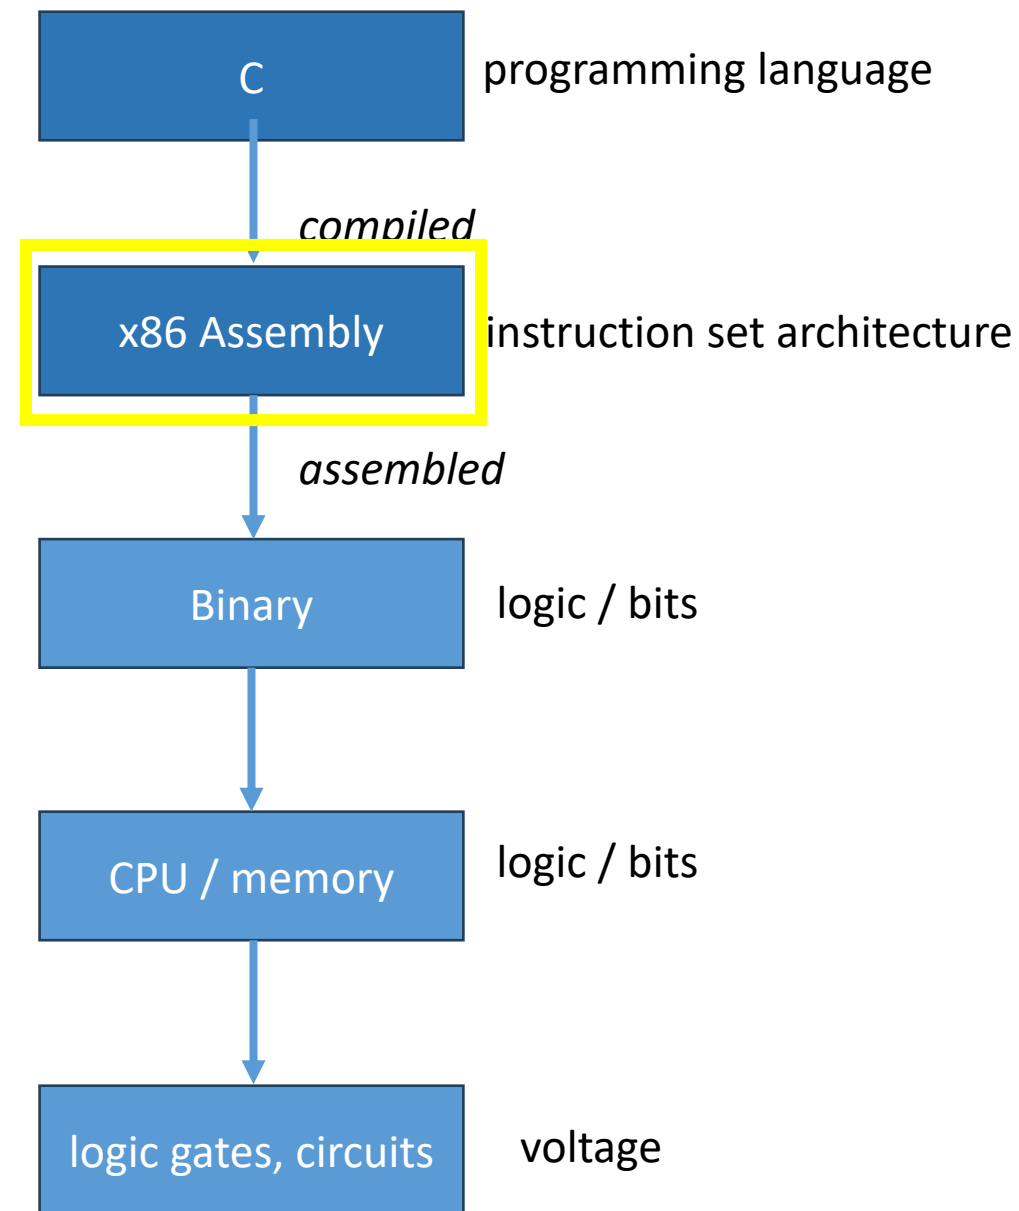 C
programming language
compiled
x86 Assembly
instruction set architecture
assembled
Binary
logic / bits
CPU / memory
logic / bits
logic gates, circuits
voltage